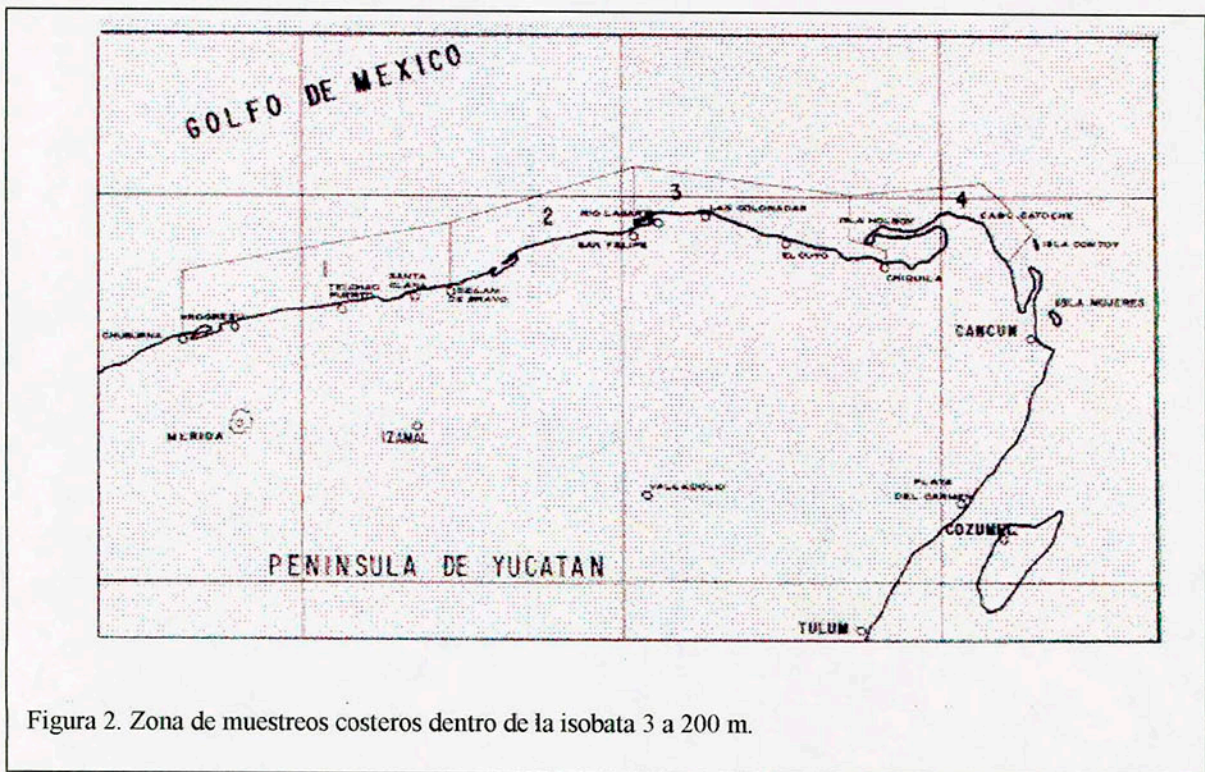 GOLFO DE MEXICO
3
4
2
RIO LAGARTOS
LAS COLORADAS
ISLA HOLBOX
CABO CATOCHE
SAN FELIPE
ISLA CONTOY
EL CUYO
CHIQUILA
TELCHAC
PUERTO
SANTA
CLARA
DE BRAVO
ISLA MUJERES
PROGRESO
CHUBURNA
CANCUN
MERIDA
IZAMAL
VALLADOLID
PLAYA
DEL CARMEN
COZUMEL
PENINSULA DE YUCATAN
TULUM
Figura 2. Zona de muestreos costeros dentro de la isobata 3 a 200 m.